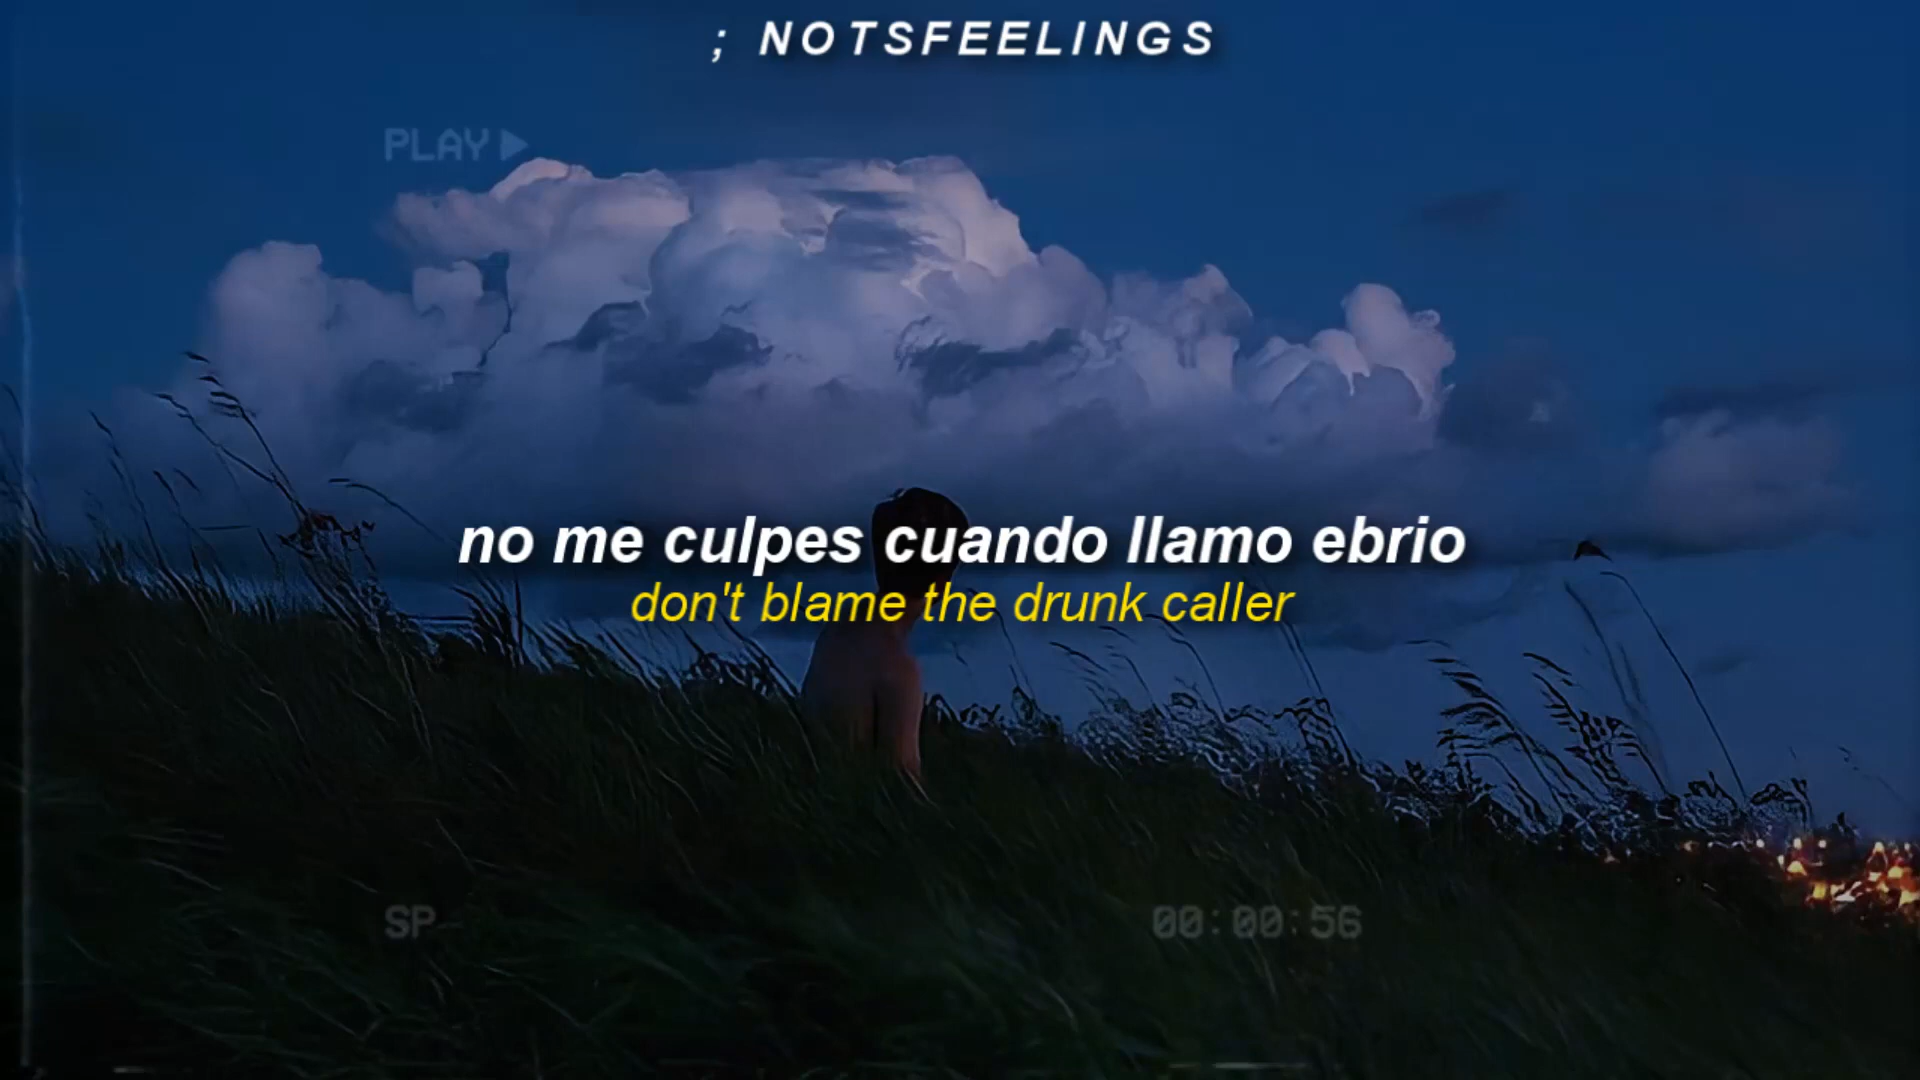 ; NOTSFEELINGS
PLAY
no me culpes cuando llamo ebrio
don't blame the drunk caller
SP
00:00:56